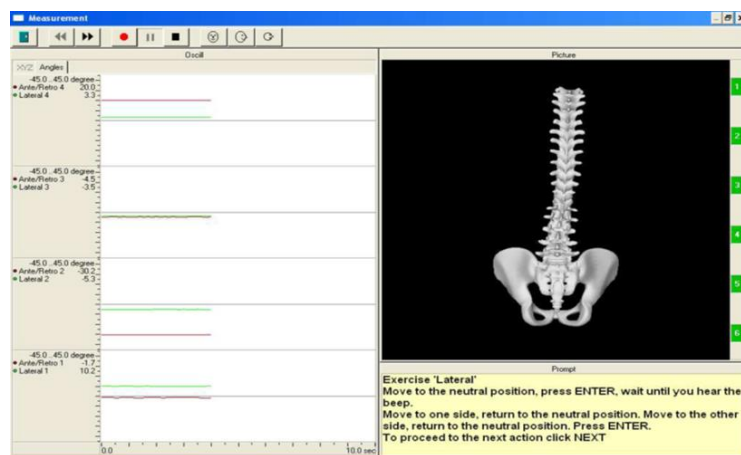 Measurement
Oscill
Picture
XYZ Angles
-45.0...45.0 degree
Ante/Retro 4 20.0
Lateral 4 3.3
-45.0...45.0 degree
Ante/Retro 3 -4.5
Lateral 3 -3.5
-45.0...45.0 degree
Ante/Retro 2 -30.2
Lateral 2 -5.3
-45.0...45.0 degree
Ante/Retro 1 -1.7
Lateral 1 10.2
0.0 10.0 sec
1
2
3
4
5
6
Prompt
Exercise 'Lateral'
Move to the neutral position, press ENTER, wait until you hear the
beep.
Move to one side, return to the neutral position. Move to the other
side, return to the neutral position. Press ENTER.
To proceed to the next action click NEXT